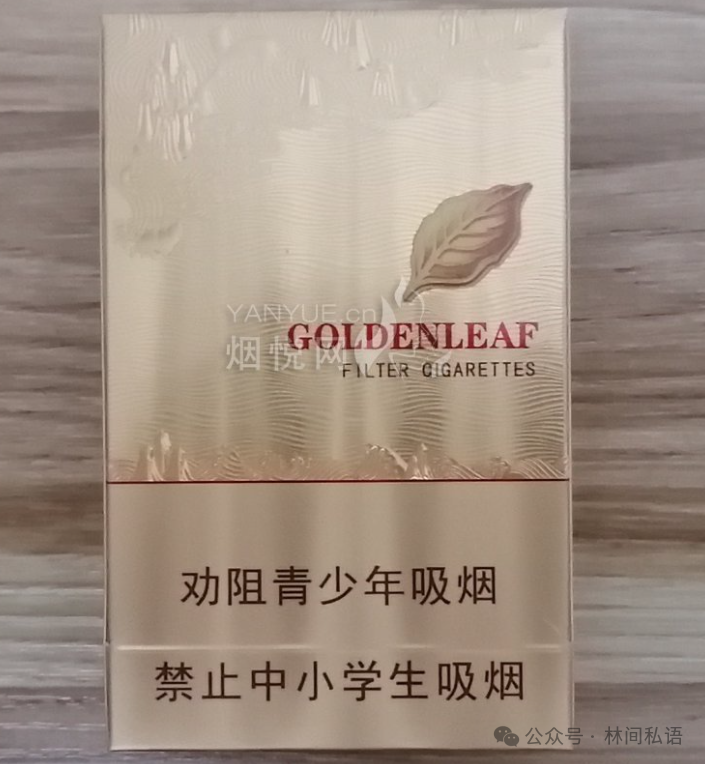 YANYUE.cn
GOLDENLEAF
烟悦网
FILTER CIGARETTES
劝阻青少年吸烟
禁止中小学生吸烟
公众号·林间私语